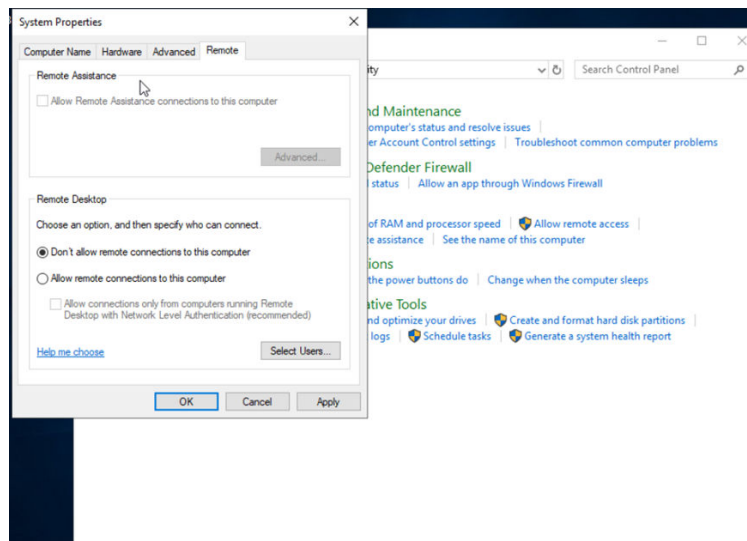 System Properties
Computer Name Hardware Advanced Remote
Remote Assistance
Allow Remote Assistance connections to this computer
Advanced...
Remote Desktop
Choose an option, and then specify who can connect.
Don't allow remote connections to this computer
Allow remote connections to this computer
Allow connections only from computers running Remote
Desktop with Network Level Authentication (recommended)
Help me choose
Select Users...
OK Cancel Apply
ity
Search Control Panel
nd Maintenance
omputer's status and resolve issues
er Account Control settings Troubleshoot common computer problems
Defender Firewall
l status Allow an app through Windows Firewall
of RAM and processor speed Allow remote access
te assistance See the name of this computer
ions
the power buttons do Change when the computer sleeps
ative Tools
nd optimize your drives Create and format hard disk partitions
logs Schedule tasks Generate a system health report